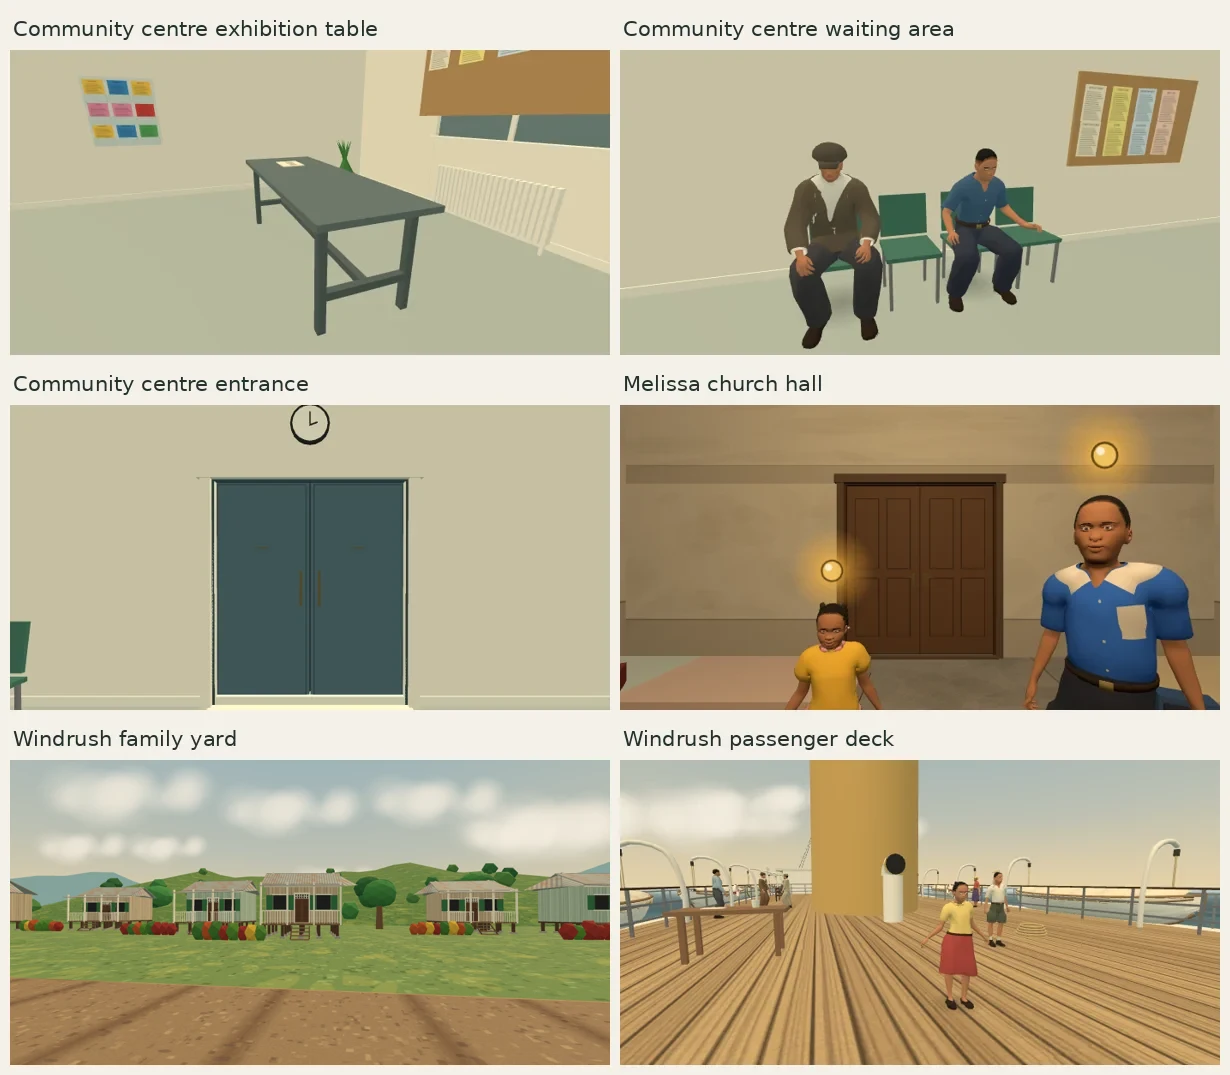 Community centre exhibition table
Community centre waiting area
Community centre entrance
Melissa church hall
Windrush family yard
Windrush passenger deck